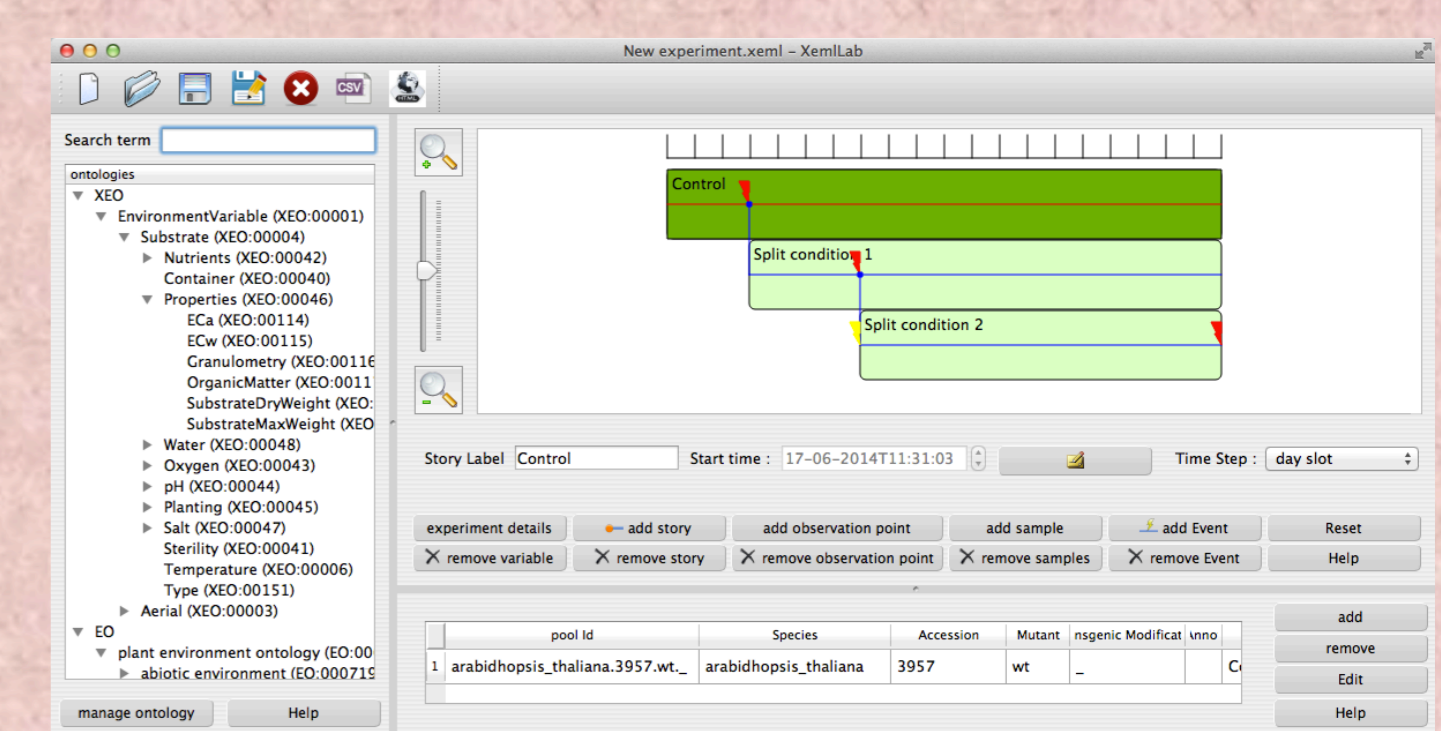 New experiment.xeml – XemlLab
CSV
HTML
Search term
ontologies
XEO
EnvironmentVariable (XEO:00001)
Substrate (XEO:00004)
Nutrients (XEO:00042)
Container (XEO:00040)
Properties (XEO:00046)
ECa (XEO:00114)
ECw (XEO:00115)
Granulometry (XEO:00116
OrganicMatter (XEO:0011
SubstrateDryWeight (XEO:
SubstrateMaxWeight (XEO
Water (XEO:00048)
Oxygen (XEO:00043)
pH (XEO:00044)
Planting (XEO:00045)
Salt (XEO:00047)
Sterility (XEO:00041)
Temperature (XEO:00006)
Type (XEO:00151)
Aerial (XEO:00003)
EO
plant environment ontology (EO:00
abiotic environment (EO:000719
manage ontology Help
Control
Split condition 1
Split condition 2
Story Label Control Start time : 17-06-2014T11:31:03 Time Step : day slot
experiment details add story add observation point add sample add Event Reset
remove variable remove story remove observation point remove samples remove Event Help
pool Id Species Accession Mutant nsgenic Modificat nno
1 arabidhopsis_thaliana.3957.wt._ arabidhopsis_thaliana 3957 wt _
add
remove
Edit
Help